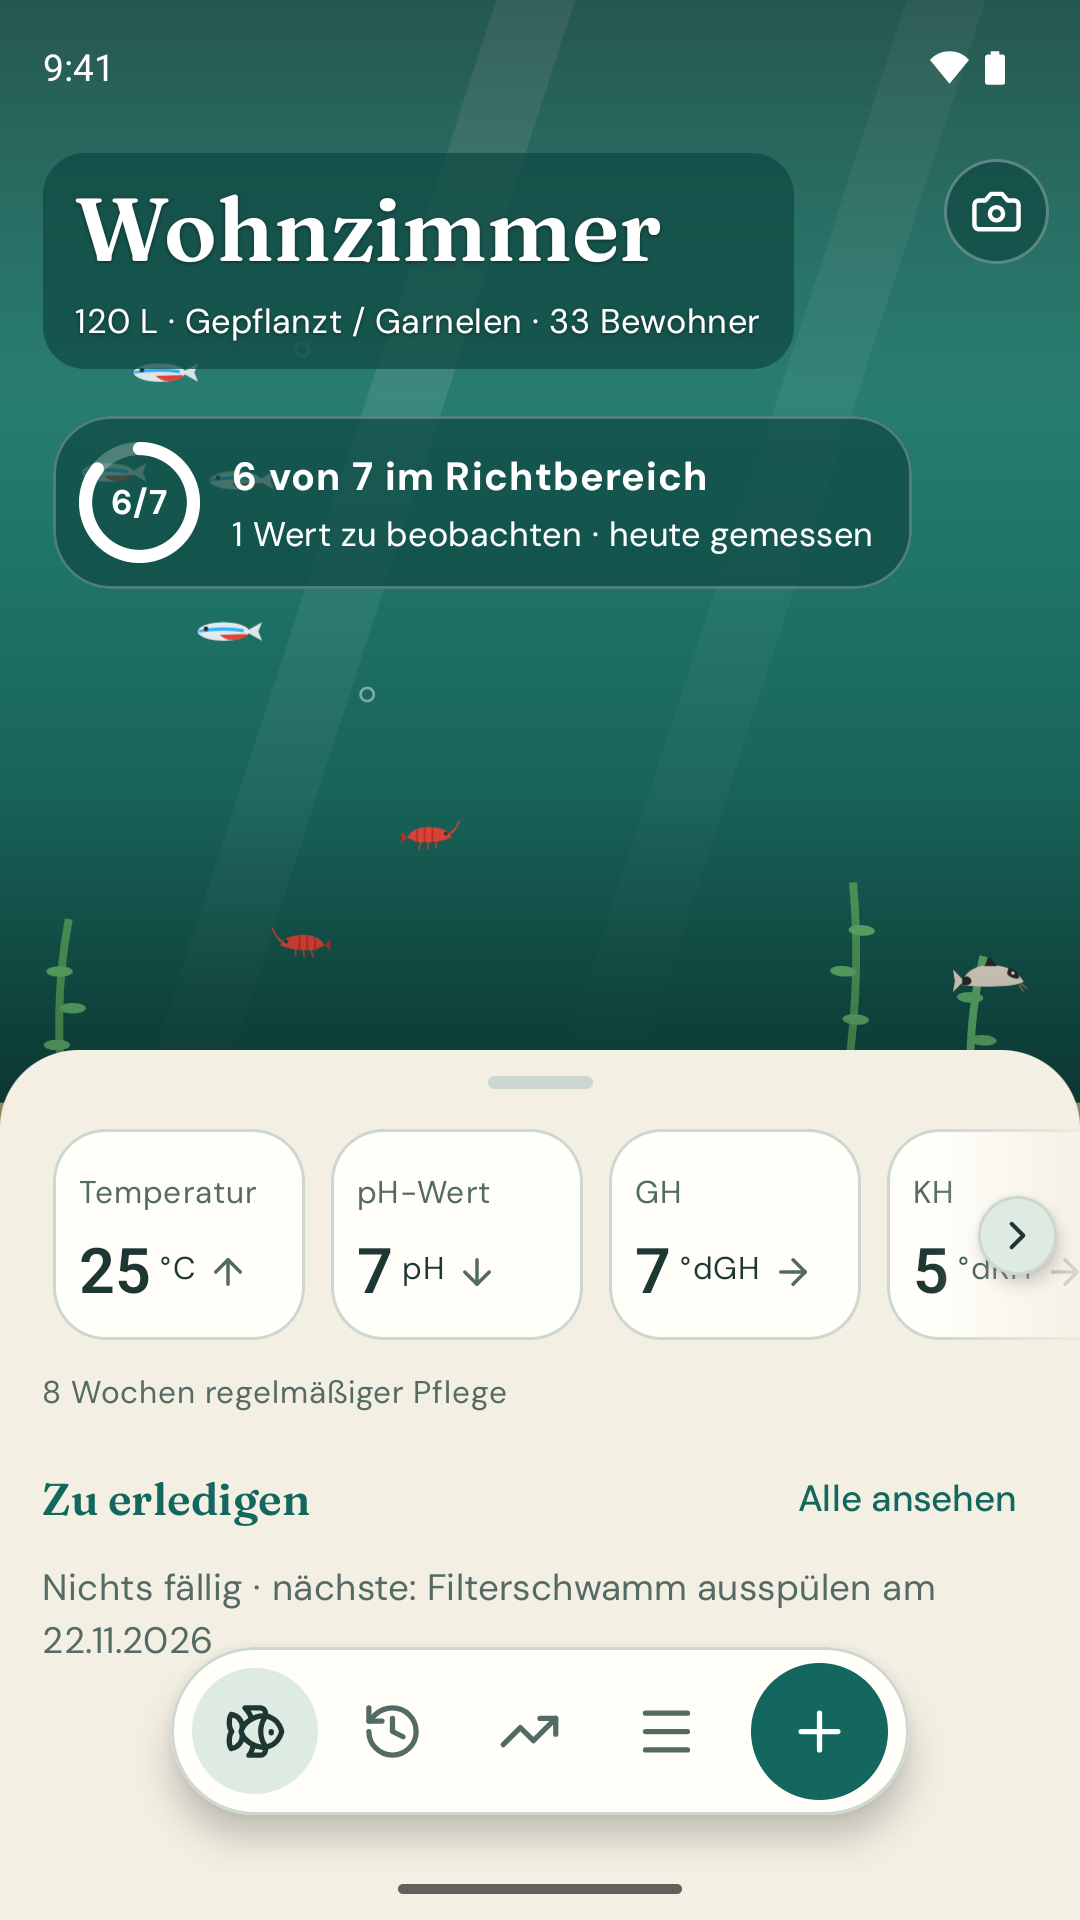 9:41
Wohnzimmer
120 L · Gepflanzt / Garnelen · 33 Bewohner
6/7
6 von 7 im Richtbereich
1 Wert zu beobachten · heute gemessen
Temperatur
25 °C
pH-Wert
7 pH
GH
7 °dGH
KH
5 °dKH
8 Wochen regelmäßiger Pflege
Zu erledigen
Alle ansehen
Nichts fällig · nächste: Filterschwamm ausspülen am
22.11.2026